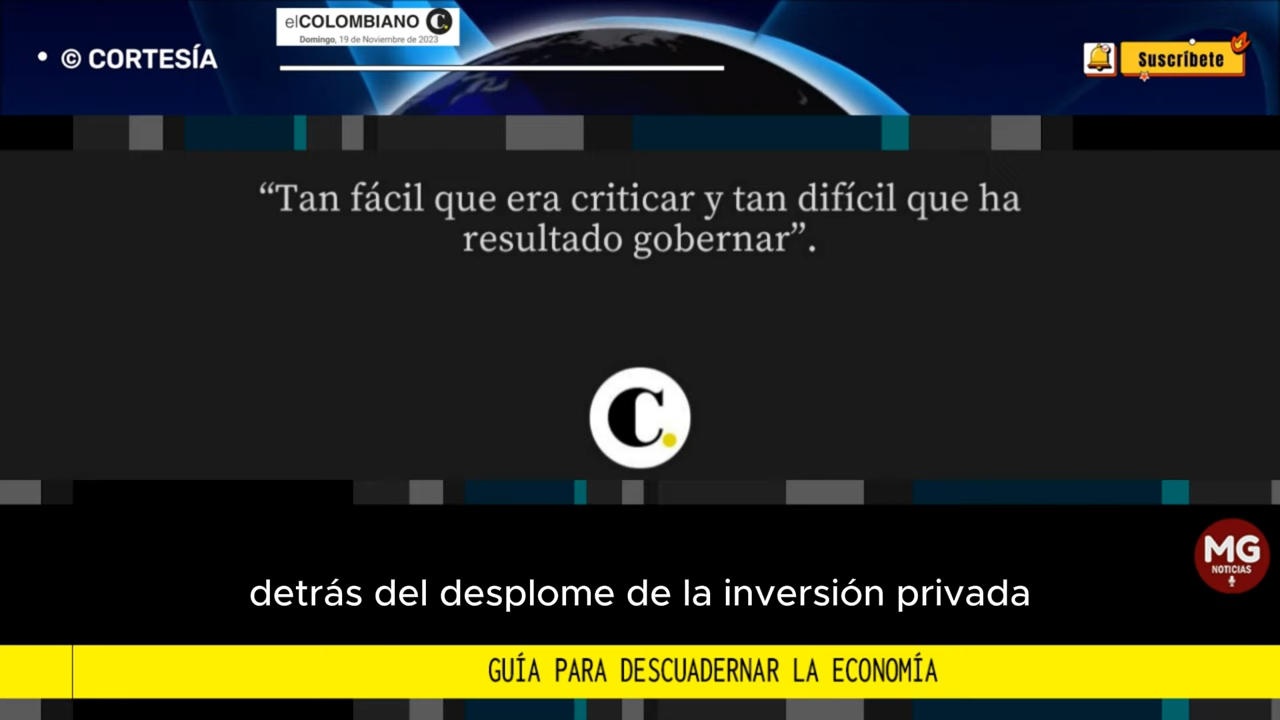 elCOLOMBIANO C.
Domingo, 19 de Noviembre de 2023
© CORTESÍA
Suscríbete
“Tan fácil que era criticar y tan difícil que ha
resultado gobernar”.
C.
MG
NOTICIAS
detrás del desplome de la inversión privada
GUÍA PARA DESCUADERNAR LA ECONOMÍA